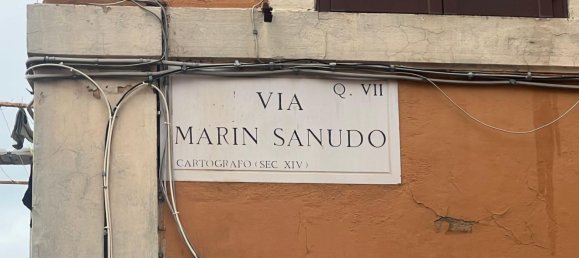 Q. VII
VIA
MARIN SANUDO
CARTOGRAFO (SEC XIV)